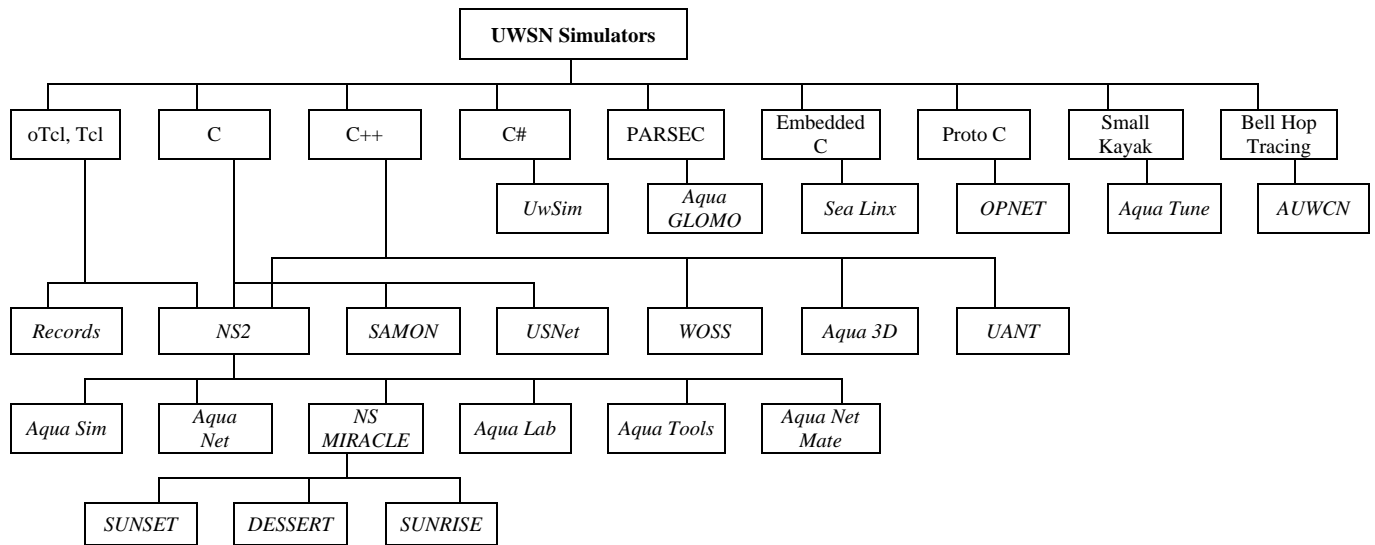 UWSN Simulators
oTcl, Tcl
C
C++
C#
PARSEC
Embedded
C
Proto C
Small
Kayak
Bell Hop
Tracing
UwSim
Aqua
GLOMO
Sea Linx
OPNET
Aqua Tune
AUWCN
Records
NS2
SAMON
USNet
WOSS
Aqua 3D
UANT
Aqua Sim
Aqua
Net
NS
MIRACLE
Aqua Lab
Aqua Tools
Aqua Net
Mate
SUNSET
DESSERT
SUNRISE